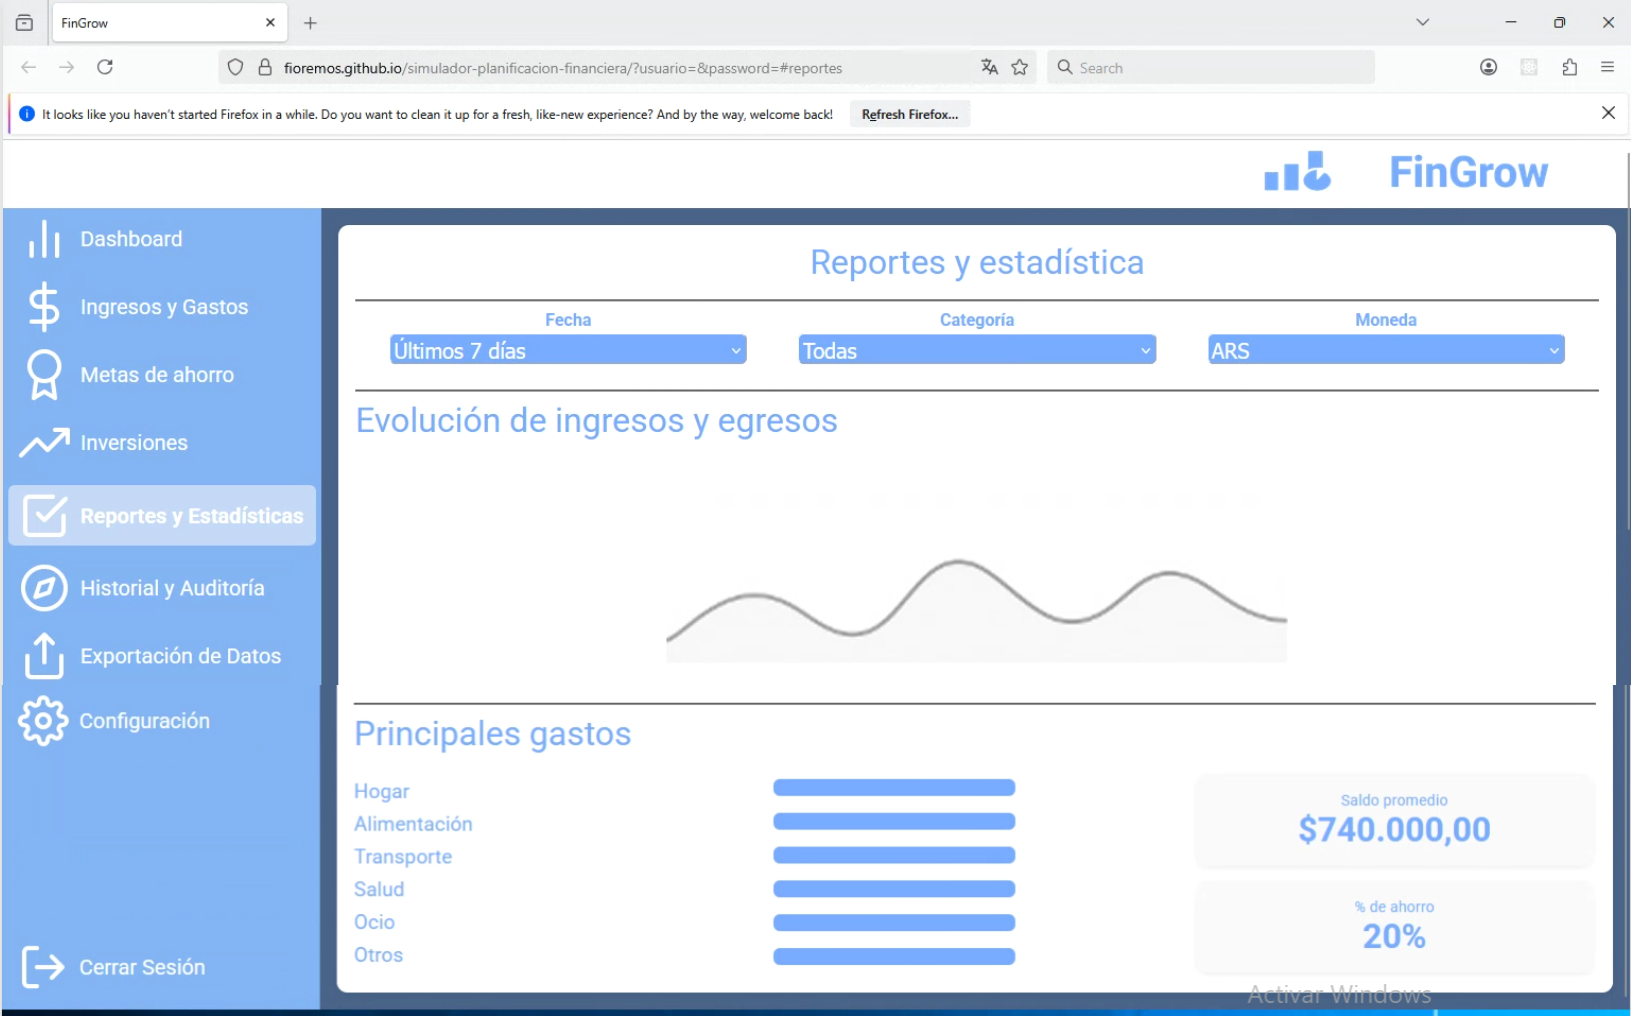 FinGrow
fioremos.github.io/simulador-planificacion-financiera/?usuario=&password=#reportes
Search
It looks like you haven't started Firefox in a while. Do you want to clean it up for a fresh, like-new experience? And by the way, welcome back!
Refresh Firefox...
FinGrow
Dashboard
Ingresos y Gastos
Metas de ahorro
Inversiones
Reportes y Estadísticas
Historial y Auditoría
Exportación de Datos
Configuración
Cerrar Sesión
Reportes y estadística
Fecha
Categoría
Moneda
Últimos 7 días
Todas
ARS
Evolución de ingresos y egresos
Principales gastos
Hogar
Alimentación
Transporte
Salud
Ocio
Otros
Saldo promedio
$740.000,00
% de ahorro
20%
Activar Windows